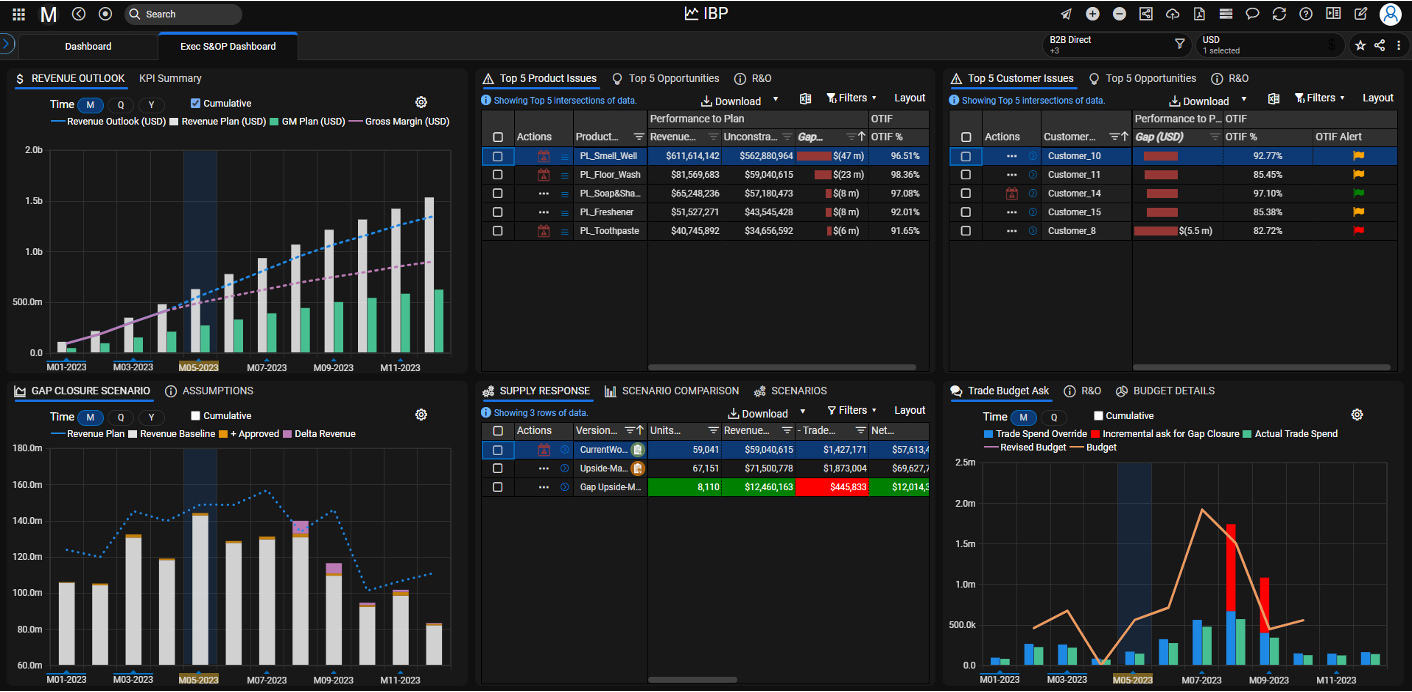 M Search IBP
Dashboard Exec S&OP Dashboard B2B Direct +3 USD 1 selected
$ REVENUE OUTLOOK KPI Summary
Time M Q Y Cumulative
Revenue Outlook (USD) Revenue Plan (USD) GM Plan (USD) Gross Margin (USD)
2.0b
1.5b
1.0b
500.0m
0.0
M01-2023 M03-2023 M05-2023 M07-2023 M09-2023 M11-2023
Top 5 Product Issues Top 5 Opportunities R&O
Showing Top 5 intersections of data. Download Filters Layout
Performance to Plan OTIF
Actions Product... Revenue... Unconstra... Gap... OTIF %
PL_Smell_Well $611,614,142 $562,880,964 $(47 m) 96.51%
PL_Floor_Wash $81,569,683 $59,040,615 $(23 m) 98.36%
PL_Soap&Sha... $65,248,236 $57,180,473 $(8 m) 97.08%
PL_Freshener $51,527,271 $43,545,428 $(8 m) 92.01%
PL_Toothpaste $40,745,892 $34,656,592 $(6 m) 91.65%
Top 5 Customer Issues Top 5 Opportunities R&O
Showing Top 5 intersections of data. Download Filters Layout
Performance to P... OTIF
Actions Customer... Gap (USD) OTIF % OTIF Alert
Customer_10 92.77%
Customer_11 85.45%
Customer_14 97.10%
Customer_15 85.38%
Customer_8 $(5.5 m) 82.72%
GAP CLOSURE SCENARIO ASSUMPTIONS
Time M Q Y Cumulative
Revenue Plan Revenue Baseline + Approved Delta Revenue
180.0m
160.0m
140.0m
120.0m
100.0m
80.0m
60.0m
M01-2023 M03-2023 M05-2023 M07-2023 M09-2023 M11-2023
SUPPLY RESPONSE SCENARIO COMPARISON SCENARIOS
Showing 3 rows of data. Download Filters Layout
Actions Version... Units... Revenue... - Trade... Net...
CurrentWo... 59,041 $59,040,615 $1,427,171 $57,613,4
Upside-Ma... 67,151 $71,500,778 $1,873,004 $69,627,7
Gap Upside-M... 8,110 $12,460,163 $445,833 $12,014,3
Trade Budget Ask R&O BUDGET DETAILS
Time M Q Cumulative
Trade Spend Override Incremental ask for Gap Closure Actual Trade Spend
Revised Budget Budget
2.5m
2.0m
1.5m
1.0m
500.0k
0.0
M01-2023 M03-2023 M05-2023 M07-2023 M09-2023 M11-2023